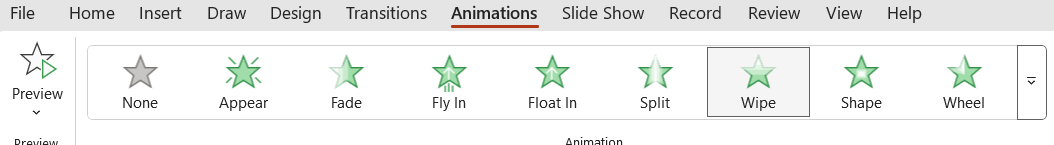 File Home Insert Draw Design Transitions Animations Slide Show Record Review View Help
Preview None Appear Fade Fly In Float In Split Wipe Shape Wheel
Preview Animation